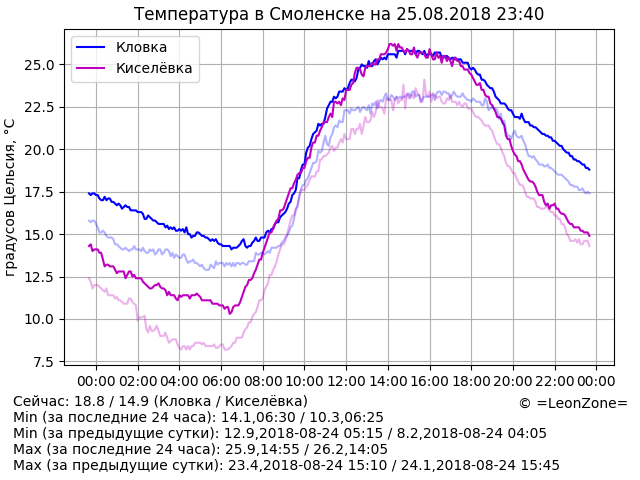 Температура в Смоленске на 25.08.2018 23:40
Кловка
Киселёвка
градусов Цельсия, °C
25.0
22.5
20.0
17.5
15.0
12.5
10.0
7.5
00:00 02:00 04:00 06:00 08:00 10:00 12:00 14:00 16:00 18:00 20:00 22:00 00:00
Сейчас: 18.8 / 14.9 (Кловка / Киселёвка)
© =LeonZone=
Min (за последние 24 часа): 14.1,06:30 / 10.3,06:25
Min (за предыдущие сутки): 12.9,2018-08-24 05:15 / 8.2,2018-08-24 04:05
Max (за последние 24 часа): 25.9,14:55 / 26.2,14:05
Max (за предыдущие сутки): 23.4,2018-08-24 15:10 / 24.1,2018-08-24 15:45